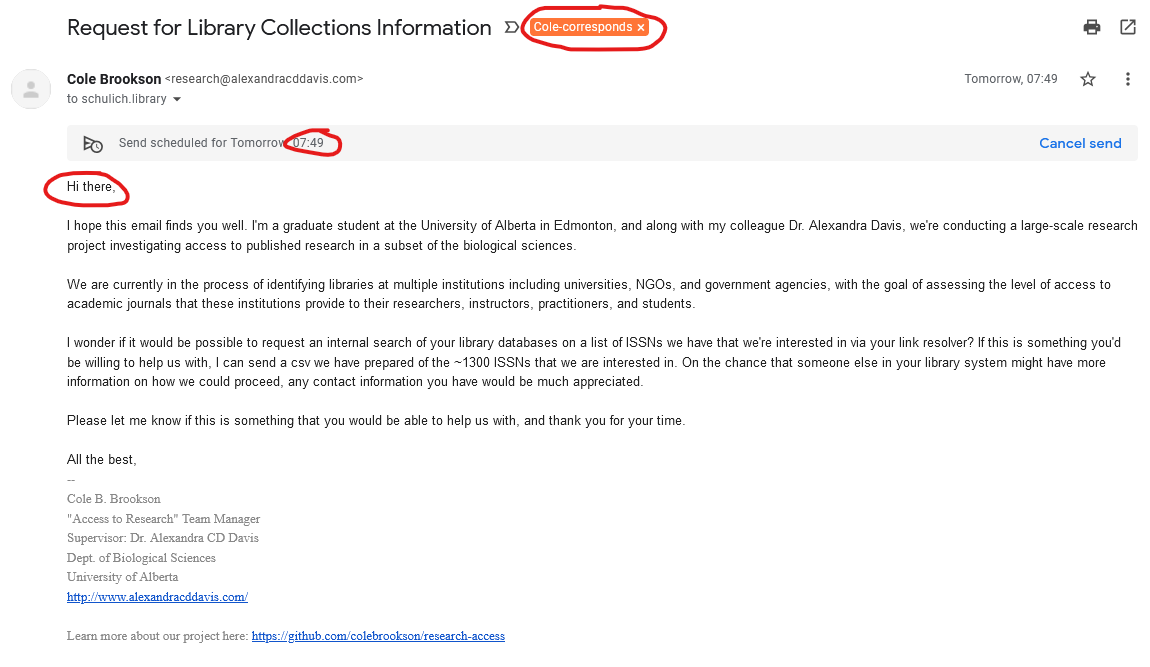 Request for Library Collections Information Cole-corresponds ×
Cole Brookson <research@alexandracddavis.com> Tomorrow, 07:49
to schulich.library
Send scheduled for Tomorrow, 07:49 Cancel send
Hi there,
I hope this email finds you well. I'm a graduate student at the University of Alberta in Edmonton, and along with my colleague Dr. Alexandra Davis, we're conducting a large-scale research
project investigating access to published research in a subset of the biological sciences.
We are currently in the process of identifying libraries at multiple institutions including universities, NGOs, and government agencies, with the goal of assessing the level of access to
academic journals that these institutions provide to their researchers, instructors, practitioners, and students.
I wonder if it would be possible to request an internal search of your library databases on a list of ISSNs we have that we're interested in via your link resolver? If this is something you'd
be willing to help us with, I can send a csv we have prepared of the ~1300 ISSNs that we are interested in. On the chance that someone else in your library system might have more
information on how we could proceed, any contact information you have would be much appreciated.
Please let me know if this is something that you would be able to help us with, and thank you for your time.
All the best,
--
Cole B. Brookson
"Access to Research" Team Manager
Supervisor: Dr. Alexandra CD Davis
Dept. of Biological Sciences
University of Alberta
http://www.alexandracddavis.com/
Learn more about our project here: https://github.com/colebrookson/research-access